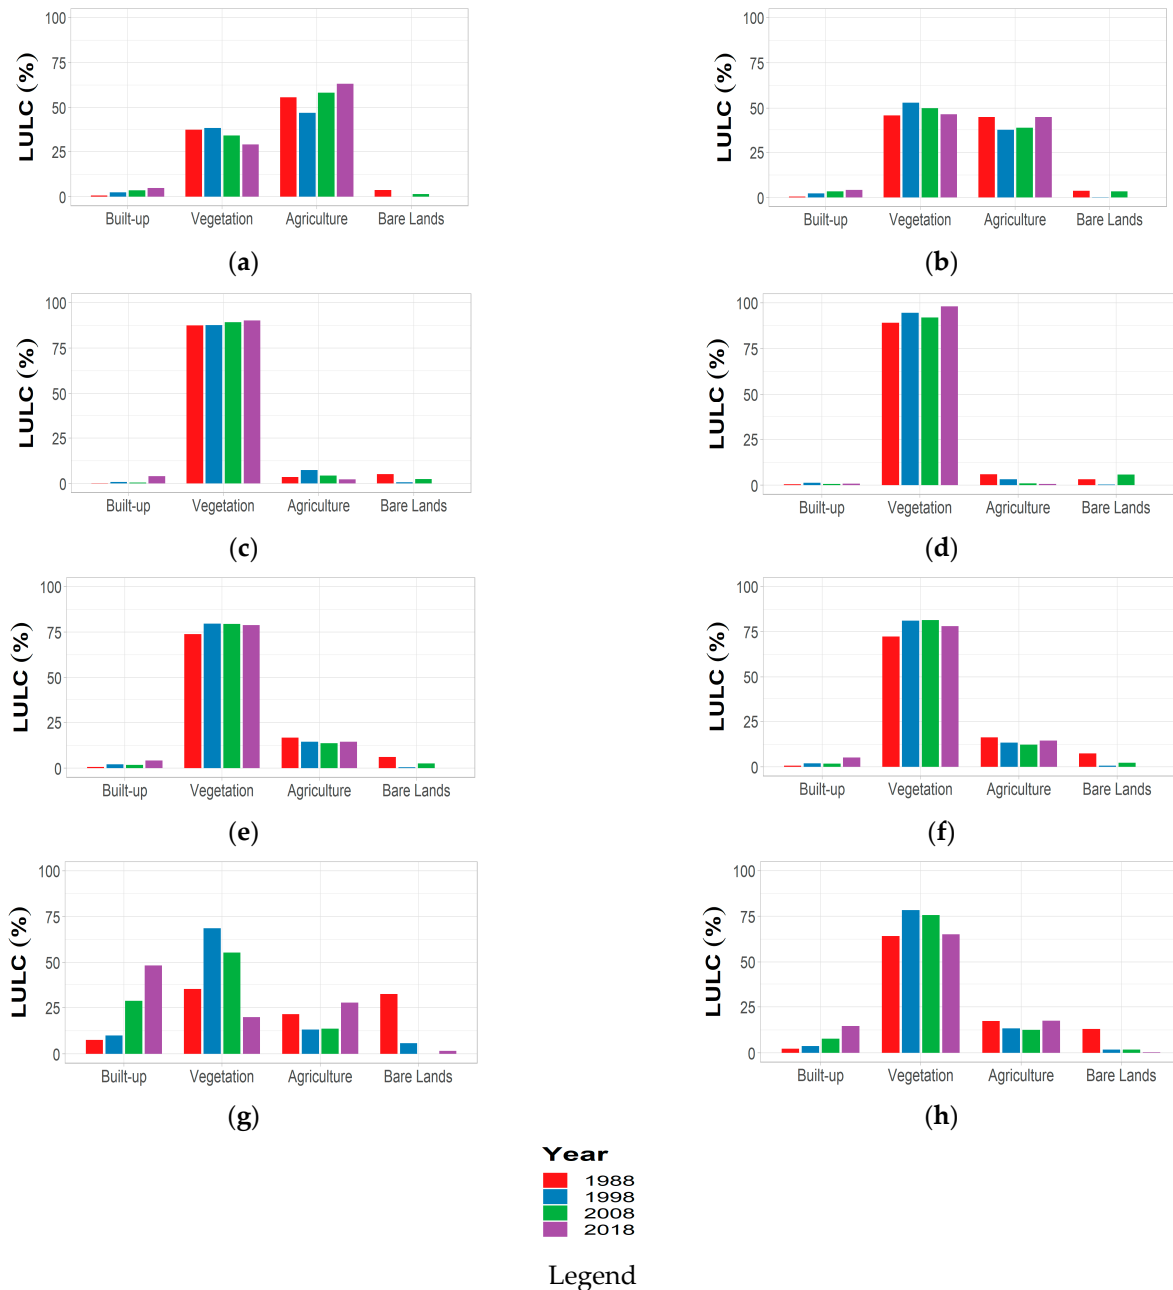 100
75
50
25
0
LULC (%)
Built-up Vegetation Agriculture Bare Lands
(a)
100
75
50
25
0
LULC (%)
Built-up Vegetation Agriculture Bare Lands
(b)
100
75
50
25
0
LULC (%)
Built-up Vegetation Agriculture Bare Lands
(c)
100
75
50
25
0
LULC (%)
Built-up Vegetation Agriculture Bare Lands
(d)
100
75
50
25
0
LULC (%)
Built-up Vegetation Agriculture Bare Lands
(e)
100
75
50
25
0
LULC (%)
Built-up Vegetation Agriculture Bare Lands
(f)
100
75
50
25
0
LULC (%)
Built-up Vegetation Agriculture Bare Lands
(g)
100
75
50
25
0
LULC (%)
Built-up Vegetation Agriculture Bare Lands
(h)
Year
1988
1998
2008
2018
Legend